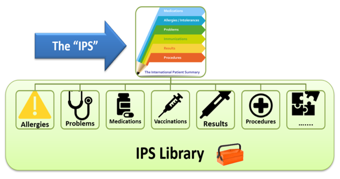 The "IPS"
Medications
Allergies / Intolerances
Problems
Immunizations
Results
Procedures
The International Patient Summary
Allergies
Problems
Medications
Vaccinations
Results
Procedures
.......
IPS Library